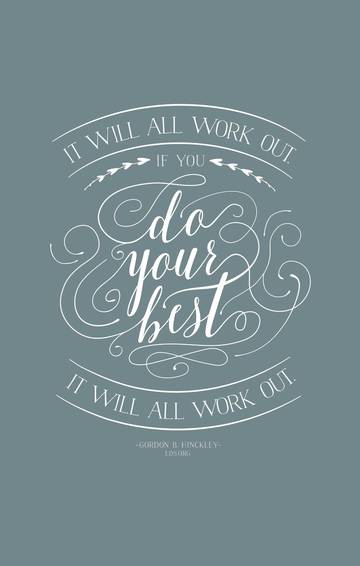 IT WILL ALL WORK OUT.
IF YOU
do
your
best
IT WILL ALL WORK OUT.
-GORDON B. HINCKLEY-
LDS.ORG